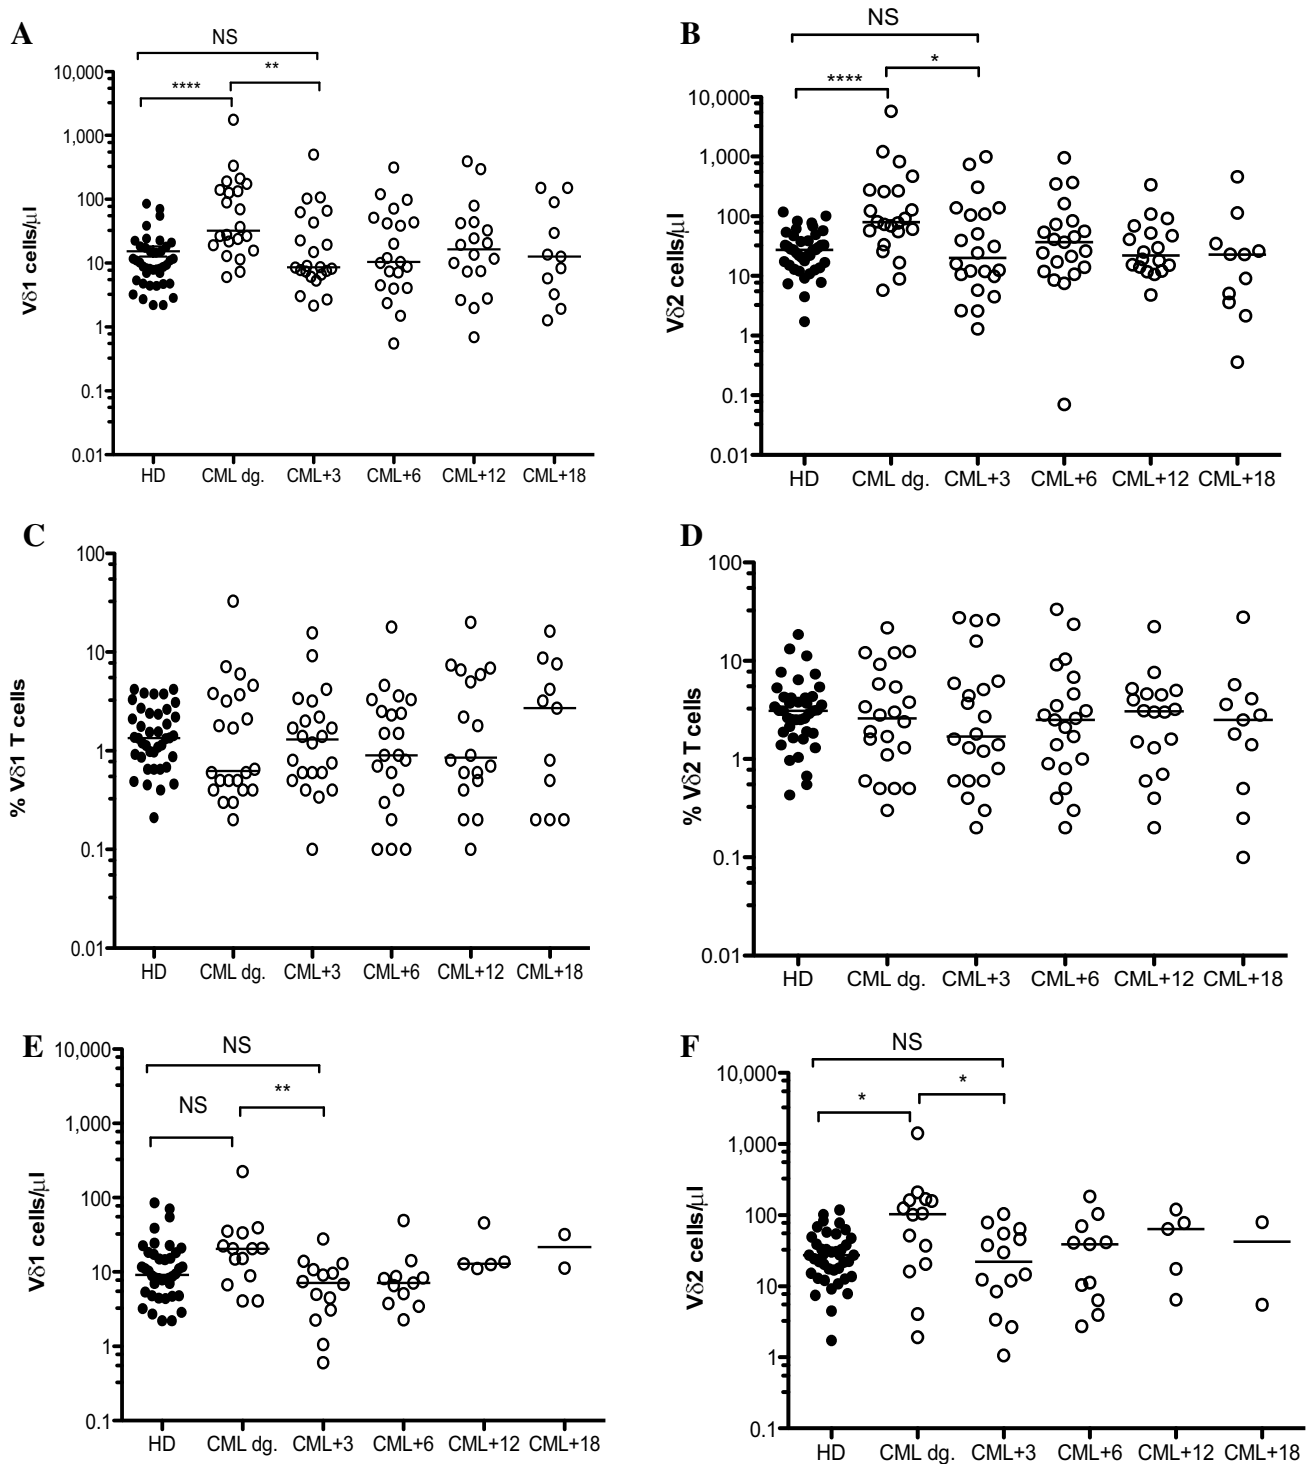 A
NS
**
****
10,000
1,000
100
10
1
0.1
0.01
Vδ1 cells/µl
HD CML dg. CML+3 CML+6 CML+12 CML+18
B
NS
*
****
10,000
1,000
100
10
1
0.1
0.01
Vδ2 cells/µl
HD CML dg. CML+3 CML+6 CML+12 CML+18
C
100
10
1
0.1
0.01
% Vδ1 T cells
HD CML dg. CML+3 CML+6 CML+12 CML+18
D
100
10
1
0.1
0.01
% Vδ2 T cells
HD CML dg. CML+3 CML+6 CML+12 CML+18
E
NS
**
NS
10,000
1,000
100
10
1
0.1
Vδ1 cells/µl
HD CML dg. CML+3 CML+6 CML+12 CML+18
F
NS
*
*
10,000
1,000
100
10
1
0.1
Vδ2 cells/µl
HD CML dg. CML+3 CML+6 CML+12 CML+18